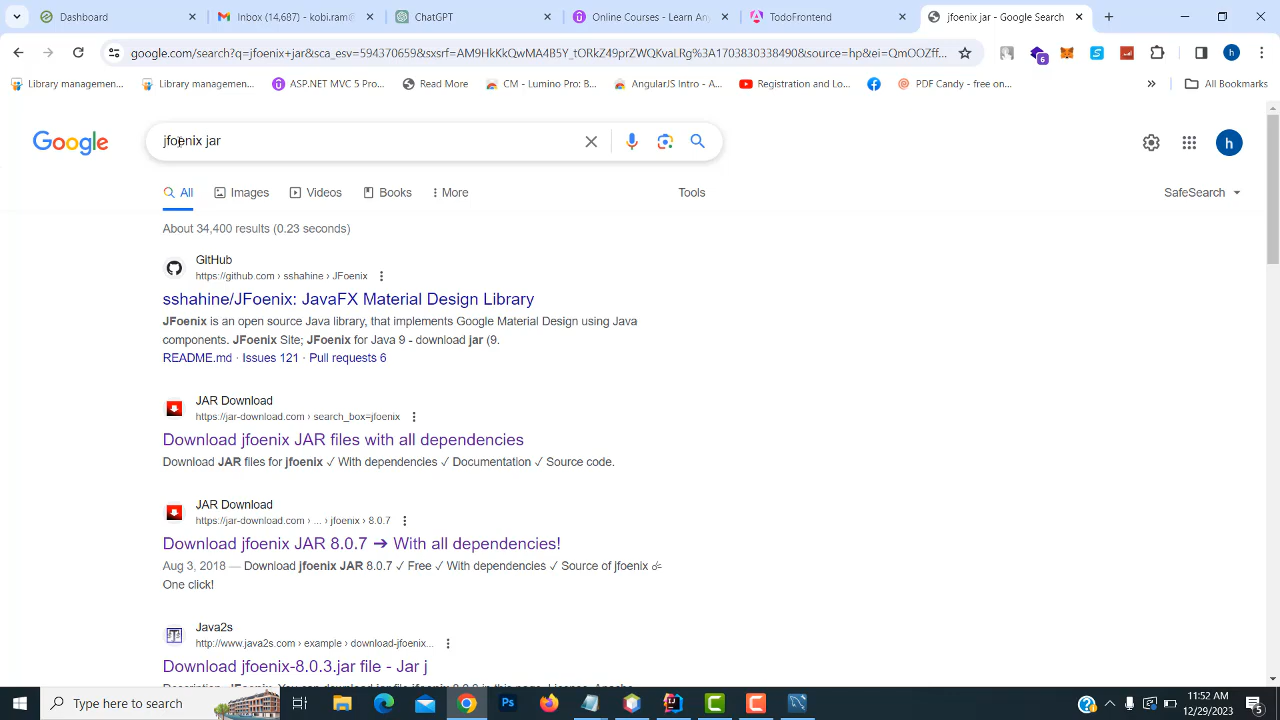 Dashboard
Inbox (14,687) - kobi.ram
ChatGPT
Online Courses - Learn A
TodoFrontend
jfoenix jar - Google Search
google.com/search?q=jfoenix+jar&sca_esv=594370659&sxsrf=AM9HkKkQwMA4B5Y_tORkZ49przWQKvaLRg%3A1703830338490&source=hp&ei=QmOOZff...
6
Library managemen...
Library managemen...
ASP.NET MVC 5 Pro...
Read More
GM - Lumino Pro: B...
AngularJS Intro - A...
Registration and Lo...
PDF Candy - free on...
»
All Bookmarks
Google
jfoenix jar
h
All
Images
Videos
Books
More
Tools
SafeSearch
About 34,400 results (0.23 seconds)
GitHub
https://github.com › sshahine › JFoenix
sshahine/JFoenix: JavaFX Material Design Library
JFoenix is an open source Java library, that implements Google Material Design using Java
components. JFoenix Site; JFoenix for Java 9 - download jar (9.
README.md · Issues 121 · Pull requests 6
JAR Download
https://jar-download.com › search_box=jfoenix
Download jfoenix JAR files with all dependencies
Download JAR files for jfoenix ✓ With dependencies ✓ Documentation ✓ Source code.
JAR Download
https://jar-download.com › ... › jfoenix › 8.0.7
Download jfoenix JAR 8.0.7 ➔ With all dependencies!
Aug 3, 2018 — Download jfoenix JAR 8.0.7 ✓ Free ✓ With dependencies ✓ Source of jfoenix
One click!
Java2s
http://www.java2s.com › example › download-jfoenix...
Download jfoenix-8.0.3.jar file - Jar j
Type here to search
Ps
11:52 AM
12/29/2023
5